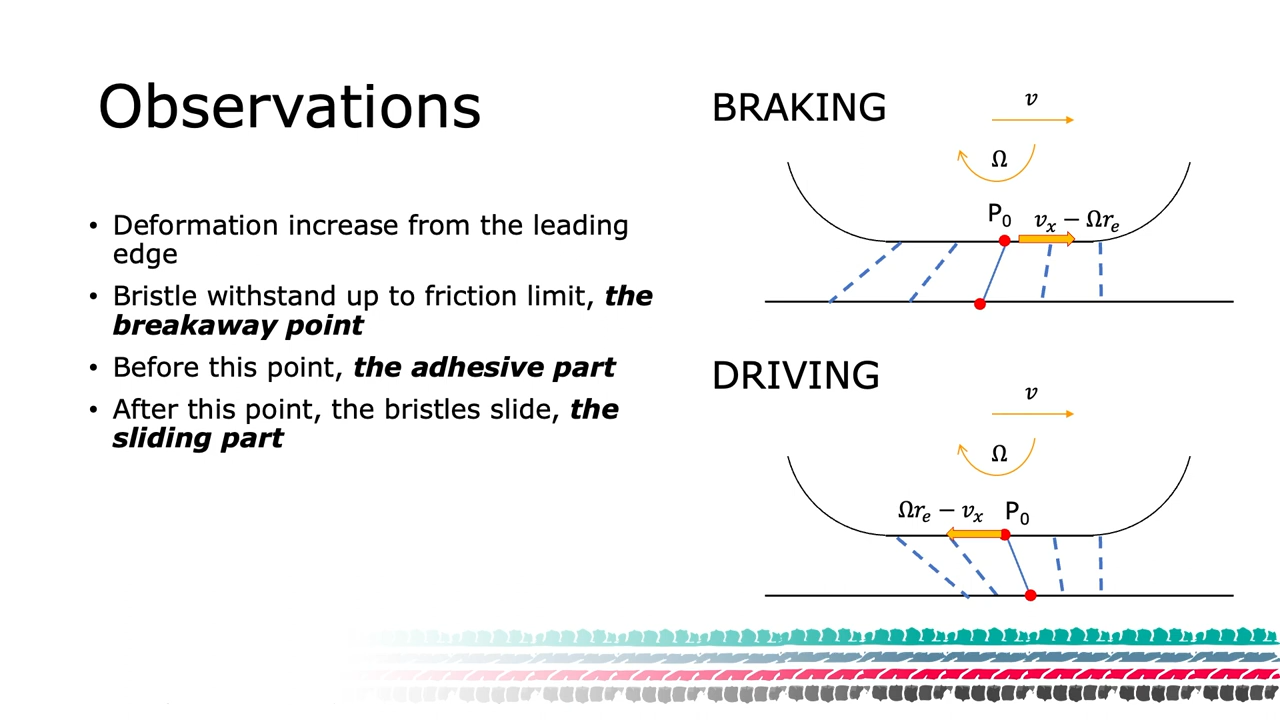 Observations
• Deformation increase from the leading
edge
• Bristle withstand up to friction limit, the
breakaway point
• Before this point, the adhesive part
• After this point, the bristles slide, the
sliding part
BRAKING
v
Ω
P₀
vₓ − Ωrₑ
DRIVING
v
Ω
Ωrₑ − vₓ
P₀